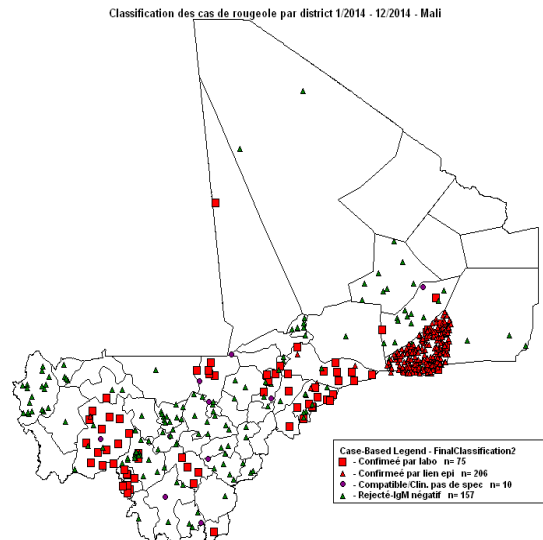 Classification des cas de rougeole par district 1/2014 - 12/2014 - Mali
Case-Based Legend - FinalClassification2
- Confimeé par labo n= 75
- Confirmeé par lien epi n= 206
- Compatible/Clin. pas de spec n= 10
- Rejecté-IgM négatif n= 157